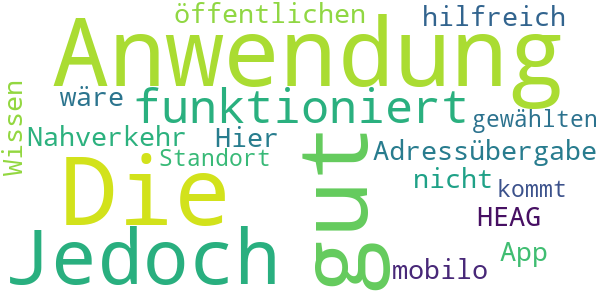 öffentlichen
hilfreich
Anwendung
wäre
funktioniert
gewählten
Wissen
Nahverkehr
Hier
Standort
Adressübergabe
Die
gut
nicht
kommt
HEAG
Jedoch
App
mobilo